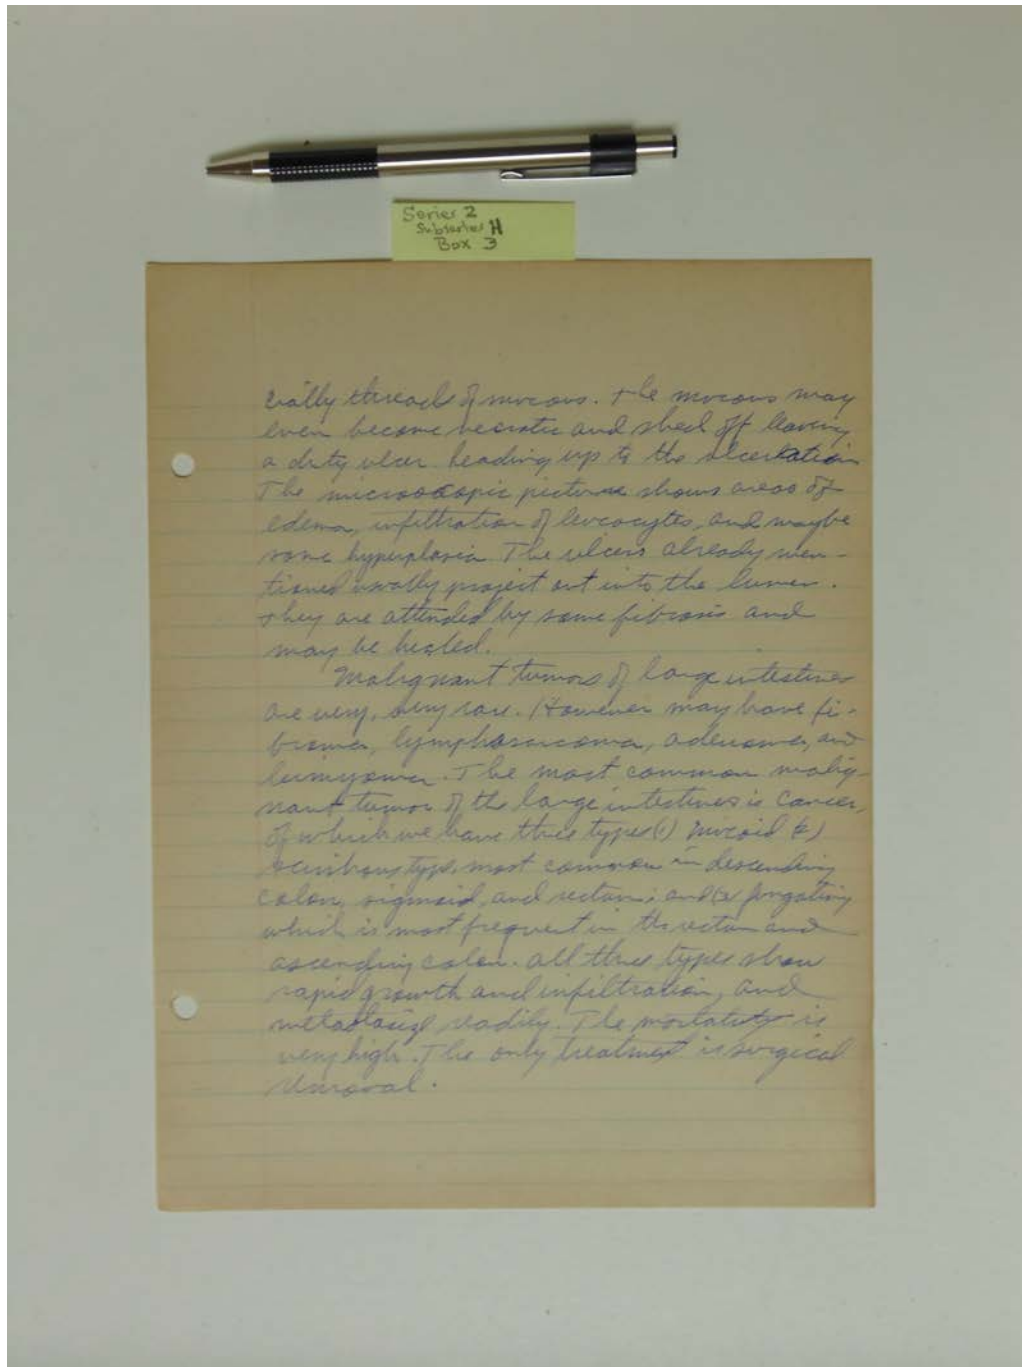 Series 2
Subseries H
Box 3
cially threads of mucous. The mucous may
even become necrotic and shed off leaving
a dirty ulcer heading up to the ulceration
The microscopic picture shows areas of
edema, infiltration of leucocytes, and maybe
some hyperplasia. The ulcers already men-
tioned usually project out into the lumen.
They are attended by some fibrosis and
may be healed.
Malignant tumors of large intestines
are very, very rare. However may have fi-
broma, lymphosarcoma, adenoma, and
The most common malig-
nant tumor of the large intestines is cancer,
of which we have three types (1) mucoid (2)
type, most common in descending
colon, sigmoid, and rectum; and (3) fungating
which is most frequent in the rectum and
ascending colon. All three types show
rapid growth and infiltration, and
readily. The mortality is
very high. The only treatment is surgical
removal.